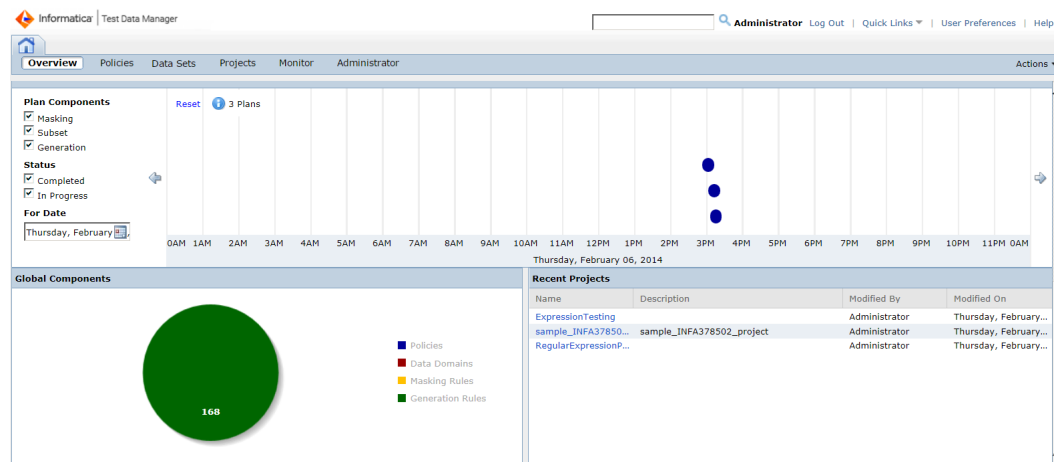 Informatica Test Data Manager
Administrator Log Out | Quick Links | User Preferences | Help
Overview Policies Data Sets Projects Monitor Administrator Actions
Plan Components
Masking
Subset
Generation
Status
Completed
In Progress
For Date
Thursday, February
Reset 3 Plans
0AM 1AM 2AM 3AM 4AM 5AM 6AM 7AM 8AM 9AM 10AM 11AM 12PM 1PM 2PM 3PM 4PM 5PM 6PM 7PM 8PM 9PM 10PM 11PM 0AM
Thursday, February 06, 2014
Global Components
168
Policies
Data Domains
Masking Rules
Generation Rules
Recent Projects
Name Description Modified By Modified On
ExpressionTesting Administrator Thursday, February...
sample_INFA37850... sample_INFA378502_project Administrator Thursday, February...
RegularExpressionP... Administrator Thursday, February...